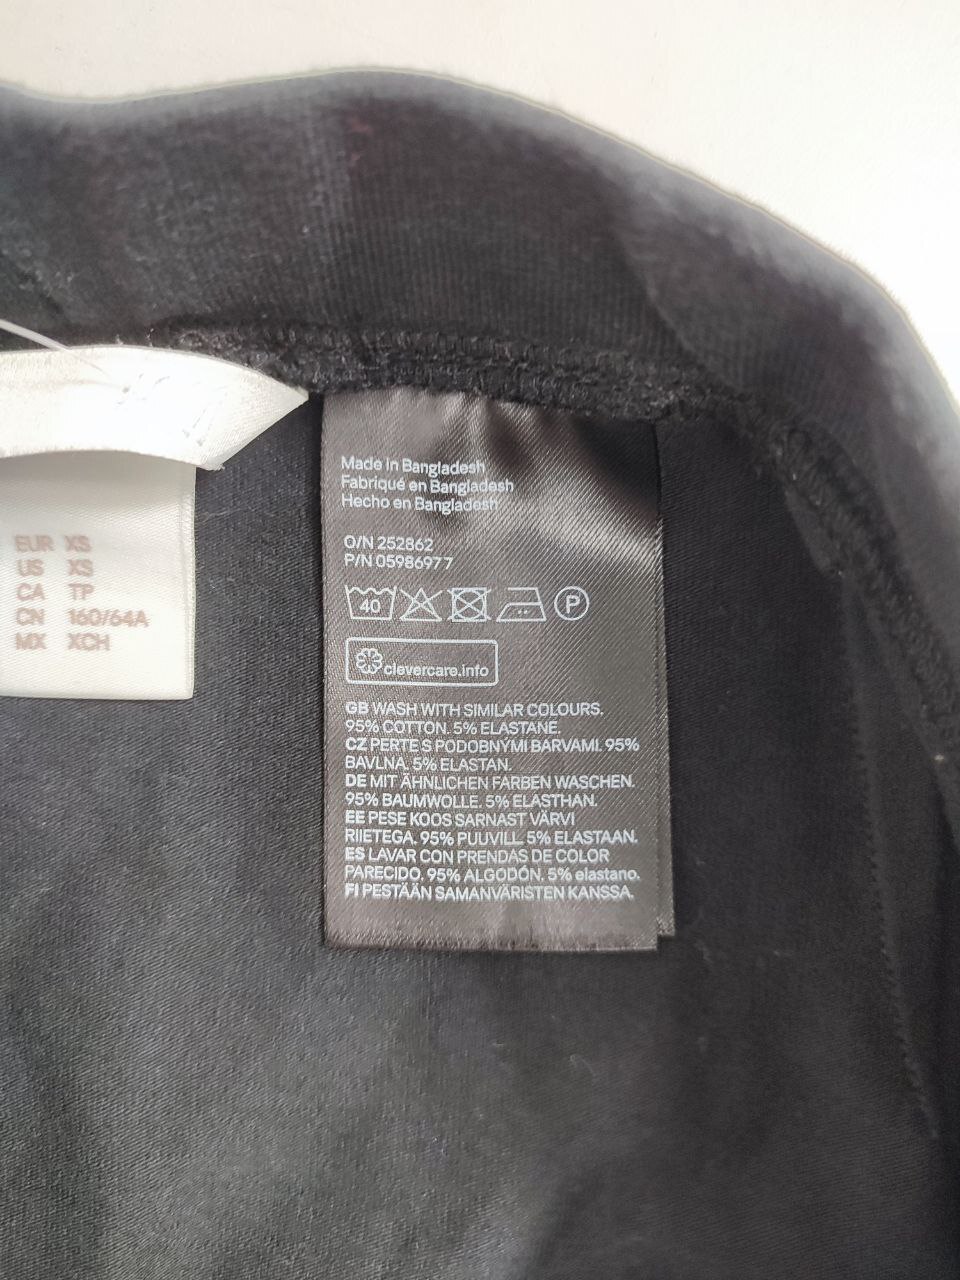 EUR XS
US XS
CA TP
CN 160/64A
MX XCH
Made in Bangladesh
Fabriqué en Bangladesh
Hecho en Bangladesh
O/N 252862
P/N 05986977
40 P
clevercare.info
GB WASH WITH SIMILAR COLOURS.
95% COTTON. 5% ELASTANE.
CZ PERTE S PODOBNÝMI BARVAMI. 95%
BAVLNA. 5% ELASTAN.
DE MIT ÄHNLICHEN FARBEN WASCHEN.
95% BAUMWOLLE. 5% ELASTHAN.
EE PESE KOOS SARNAST VÄRVI
RIIETEGA. 95% PUUVILL. 5% ELASTAAN.
ES LAVAR CON PRENDAS DE COLOR
PARECIDO. 95% ALGODÓN. 5% elastano.
FI PESTÄÄN SAMANVÄRISTEN KANSSA.